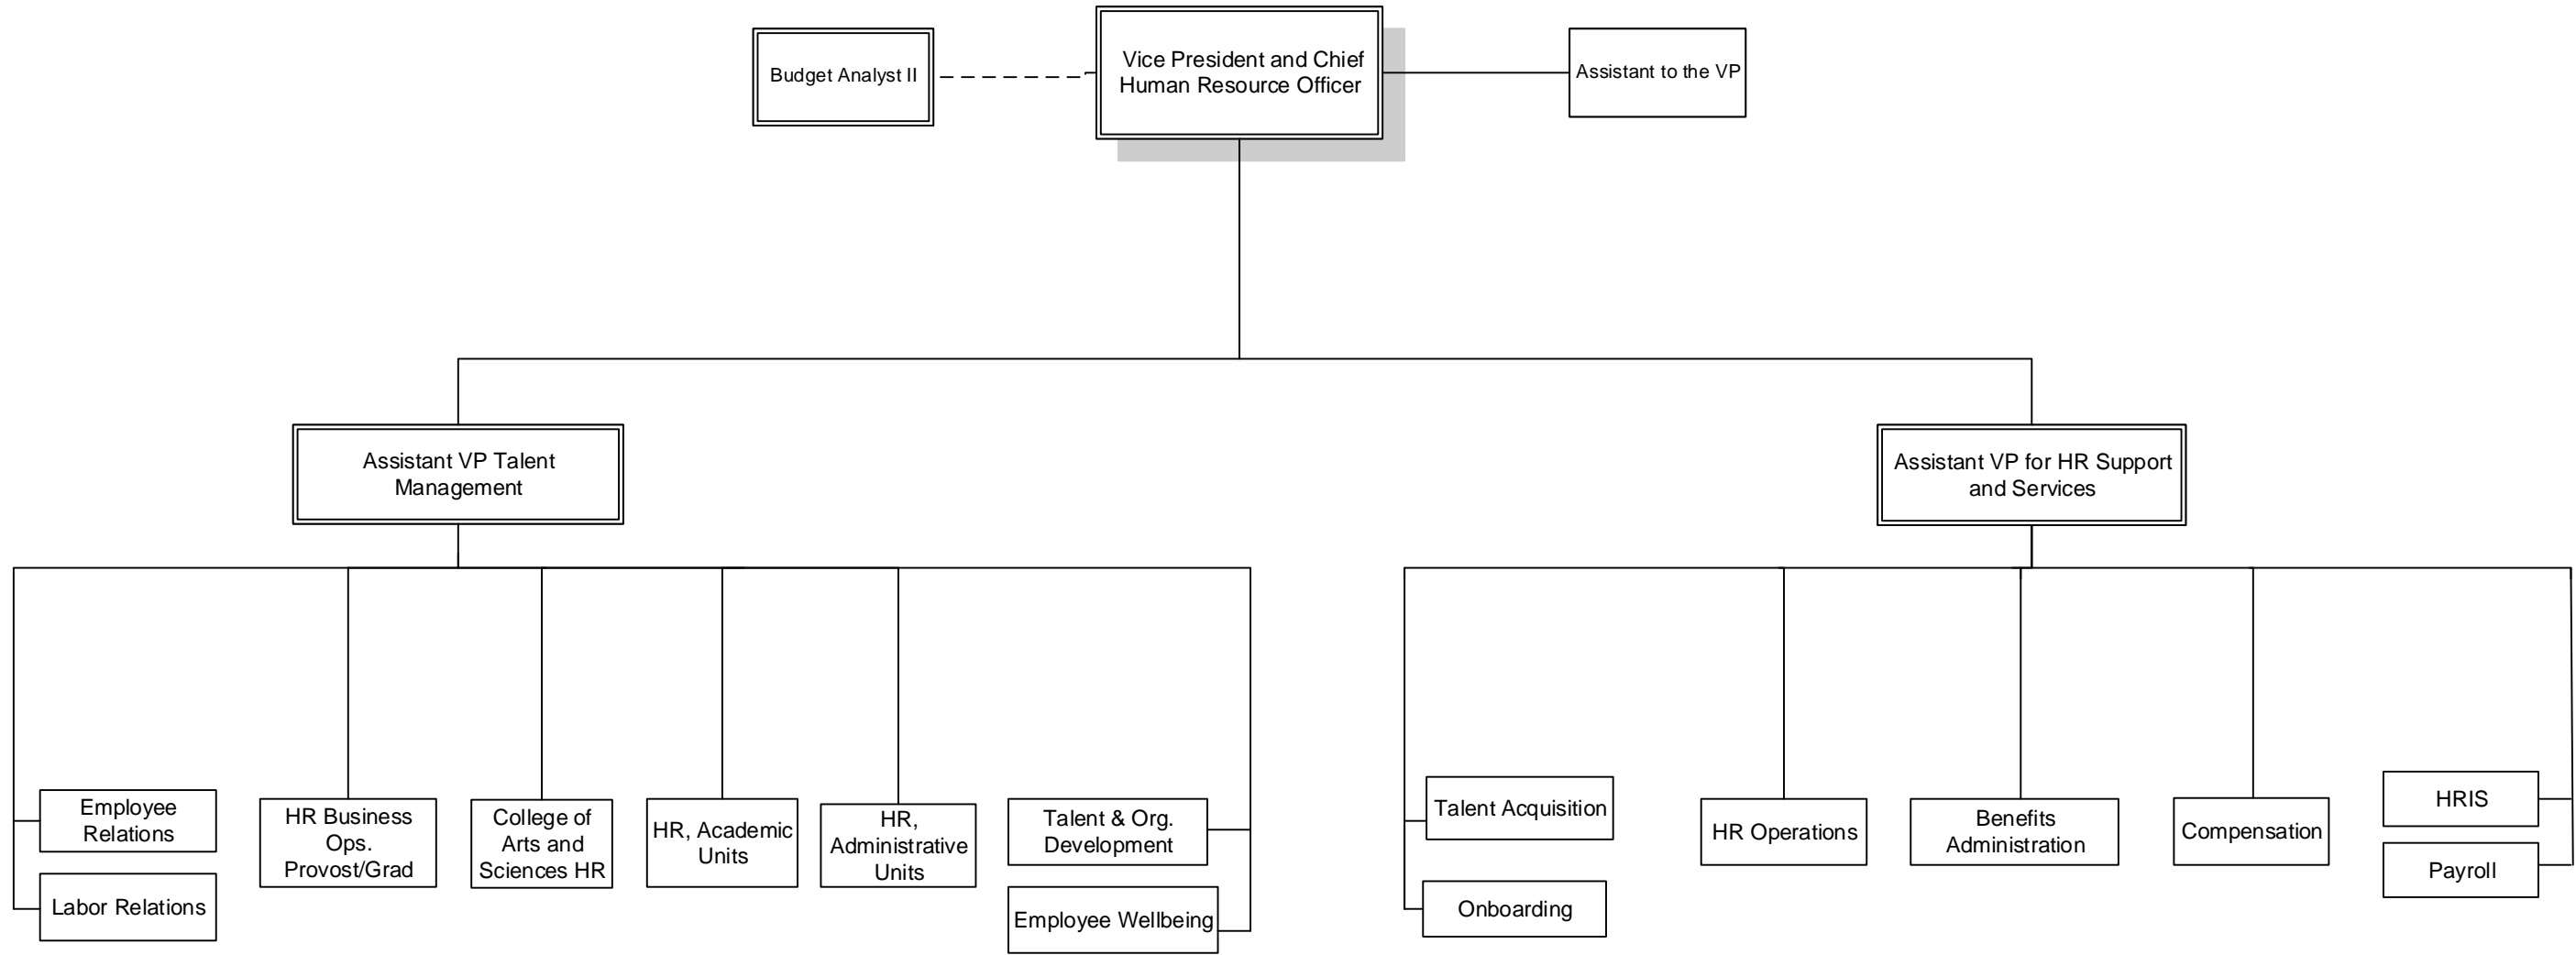 Budget Analyst II
Vice President and Chief
Human Resource Officer
Assistant to the VP
Assistant VP Talent
Management
Assistant VP for HR Support
and Services
Employee
Relations
Labor Relations
HR Business
Ops.
Provost/Grad
College of
Arts and
Sciences HR
HR, Academic
Units
HR,
Administrative
Units
Talent & Org.
Development
Employee Wellbeing
Talent Acquisition
Onboarding
HR Operations
Benefits
Administration
Compensation
HRIS
Payroll